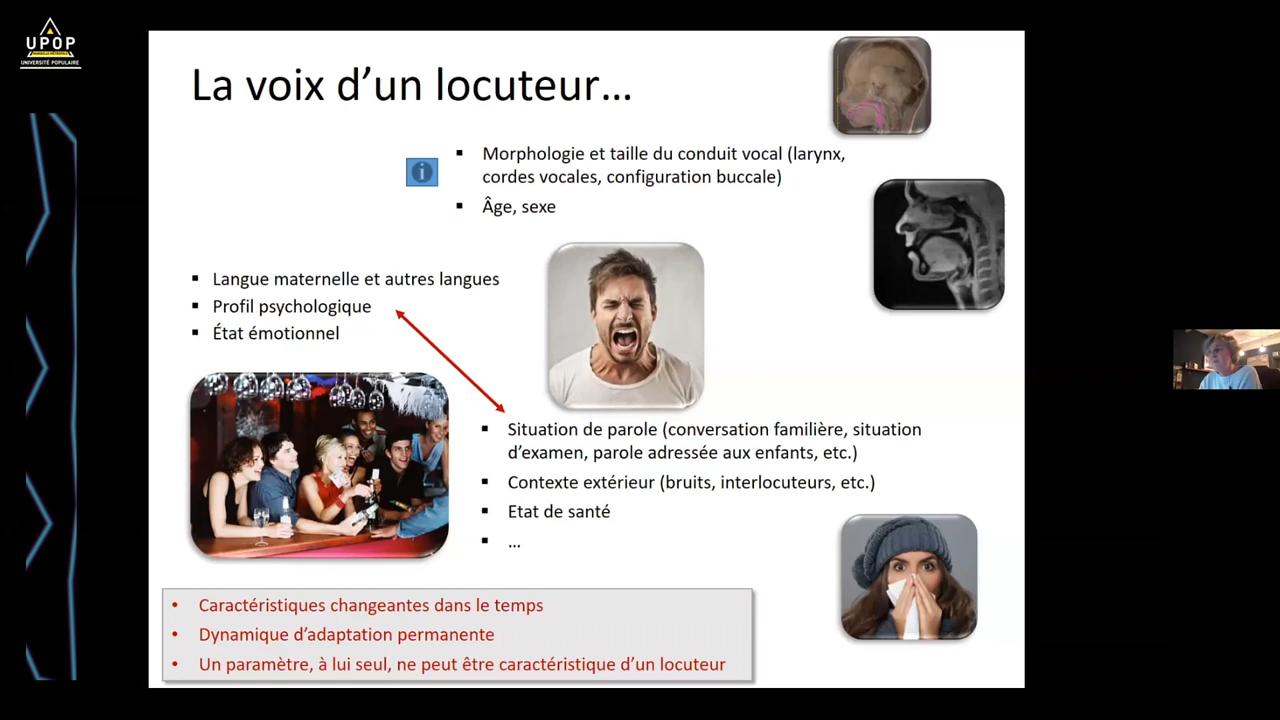 UPOP
UNIVERSITÉ POPULAIRE
La voix d'un locuteur...
▪ Morphologie et taille du conduit vocal (larynx,
cordes vocales, configuration buccale)
▪ Âge, sexe
▪ Langue maternelle et autres langues
▪ Profil psychologique
▪ État émotionnel
▪ Situation de parole (conversation familière, situation
d'examen, parole adressée aux enfants, etc.)
▪ Contexte extérieur (bruits, interlocuteurs, etc.)
▪ Etat de santé
▪ ...
• Caractéristiques changeantes dans le temps
• Dynamique d'adaptation permanente
• Un paramètre, à lui seul, ne peut être caractéristique d'un locuteur